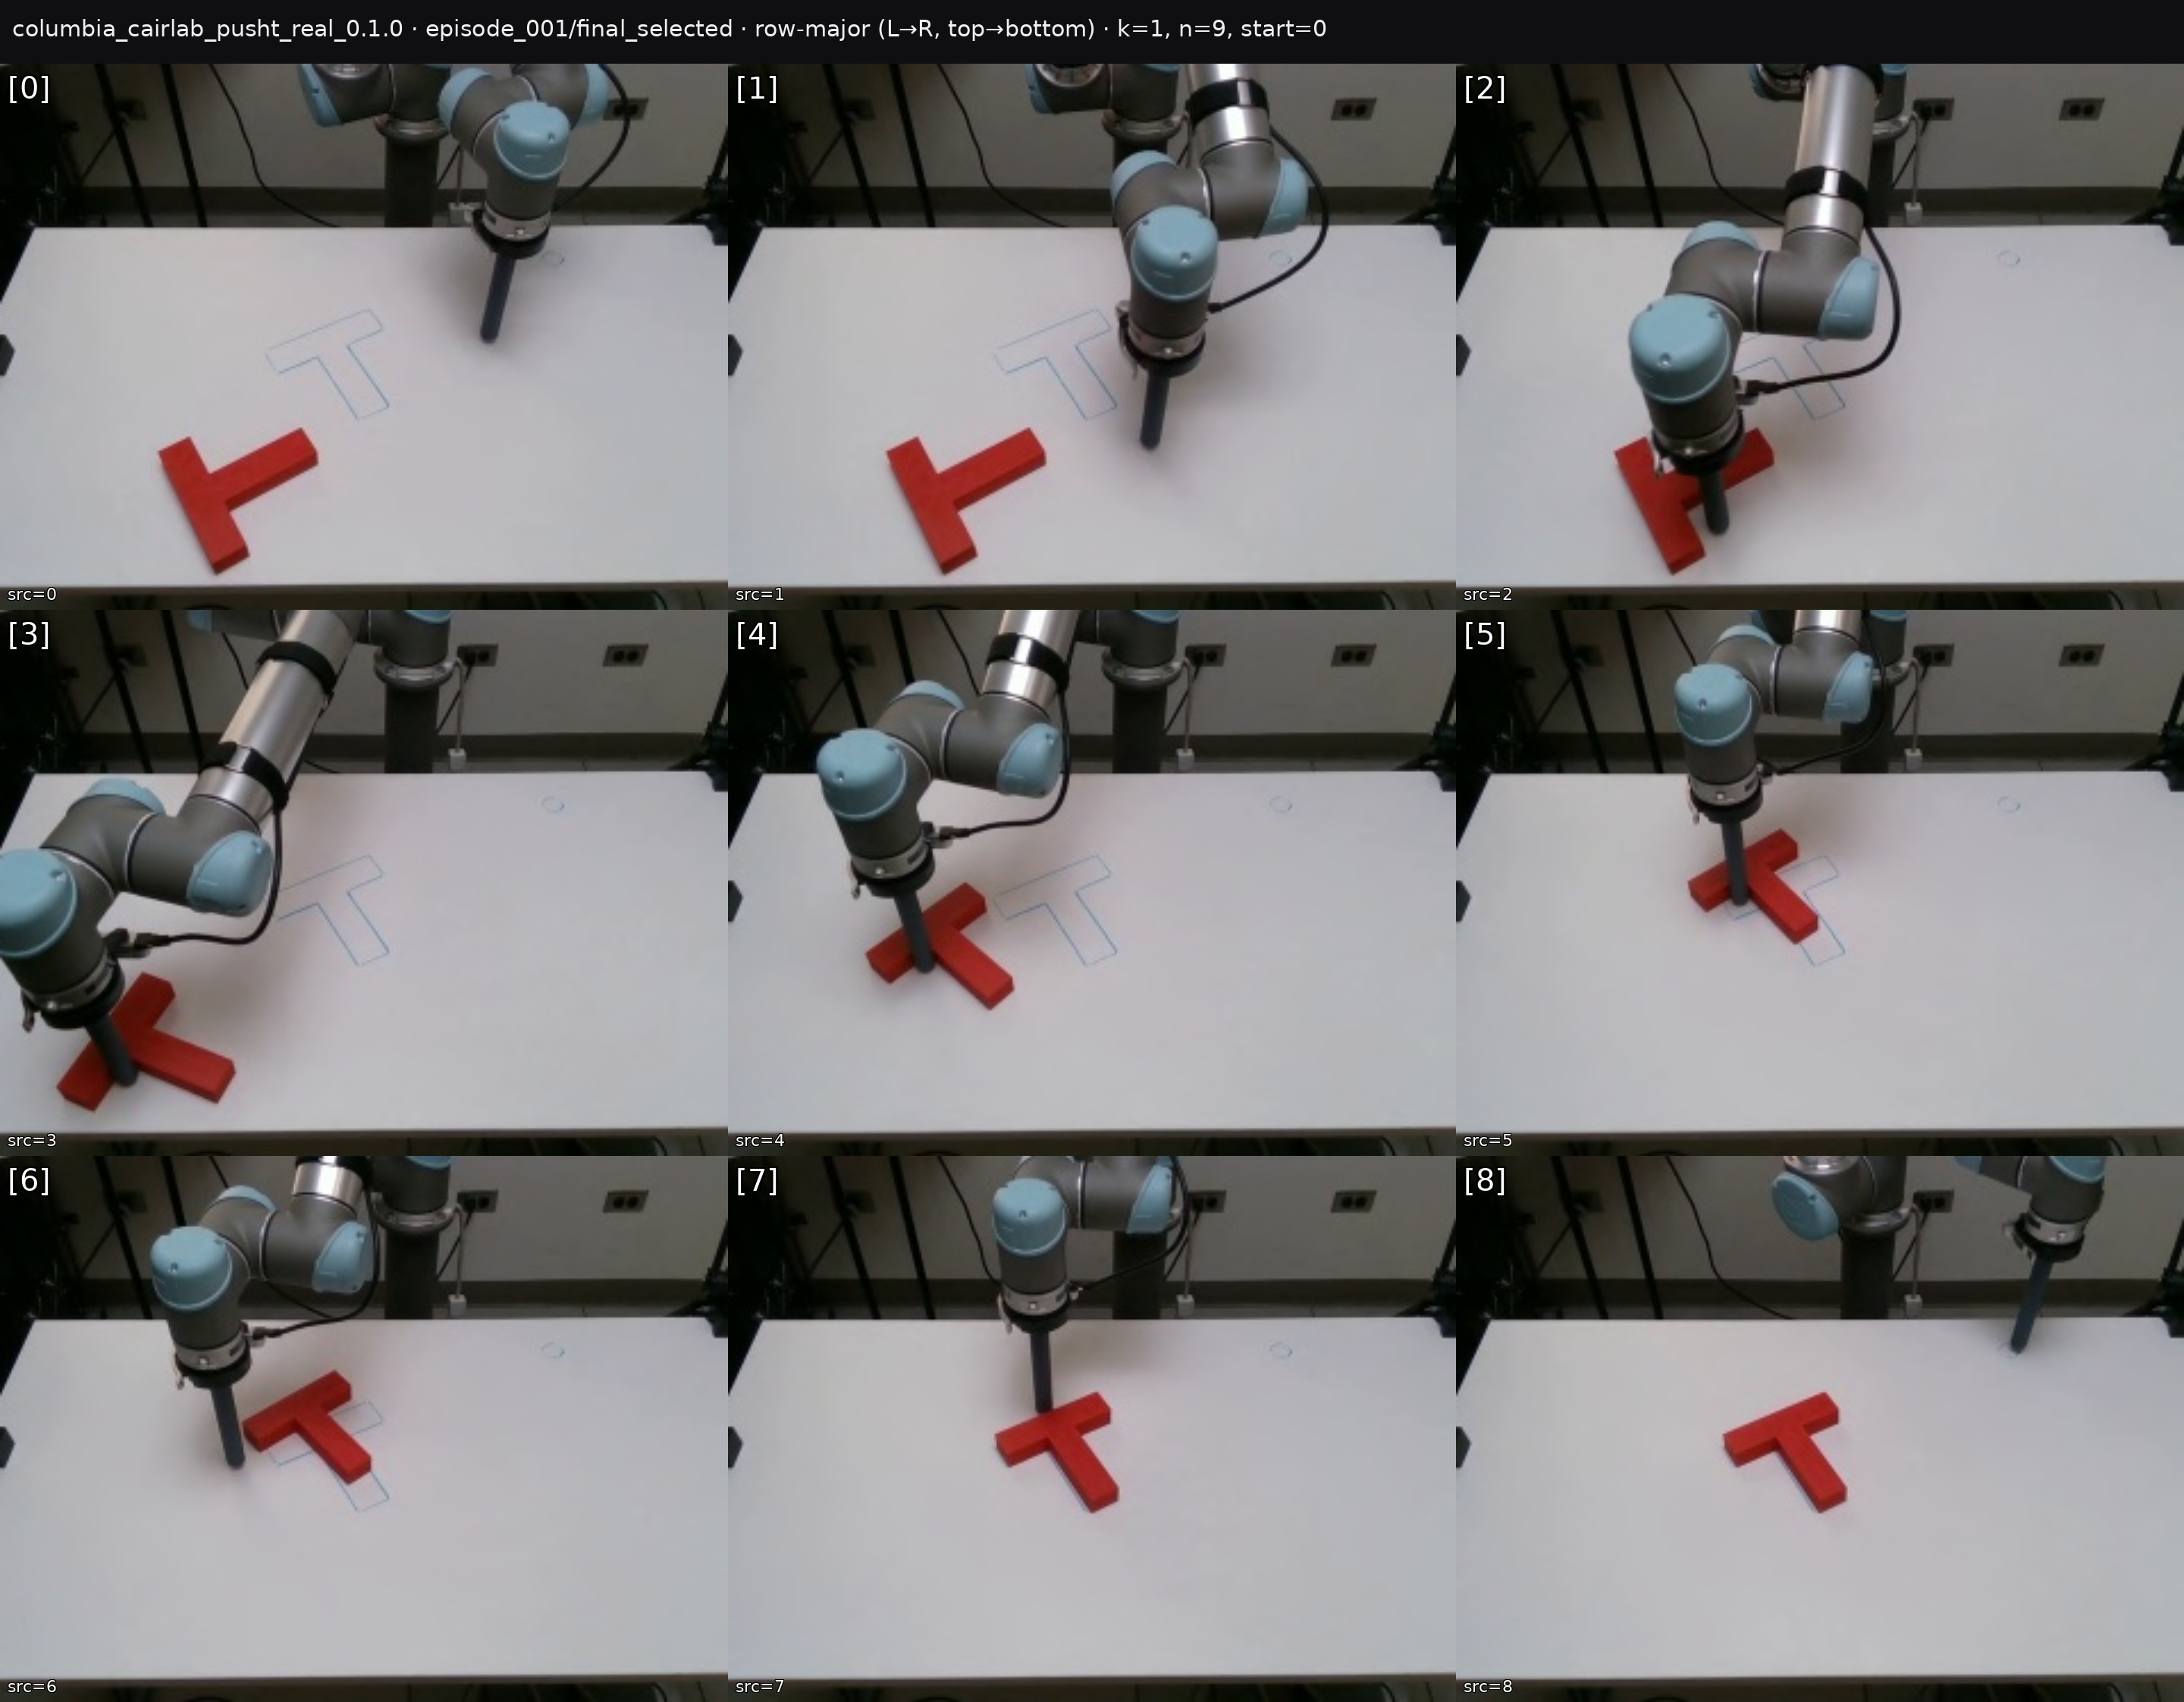 columbia_cairlab_pusht_real_0.1.0 · episode_001/final_selected · row-major (L→R, top→bottom) · k=1, n=9, start=0
[0]
[1]
[2]
src=0
src=1
src=2
[3]
[4]
[5]
src=3
src=4
src=5
[6]
[7]
[8]
src=6
src=7
src=8